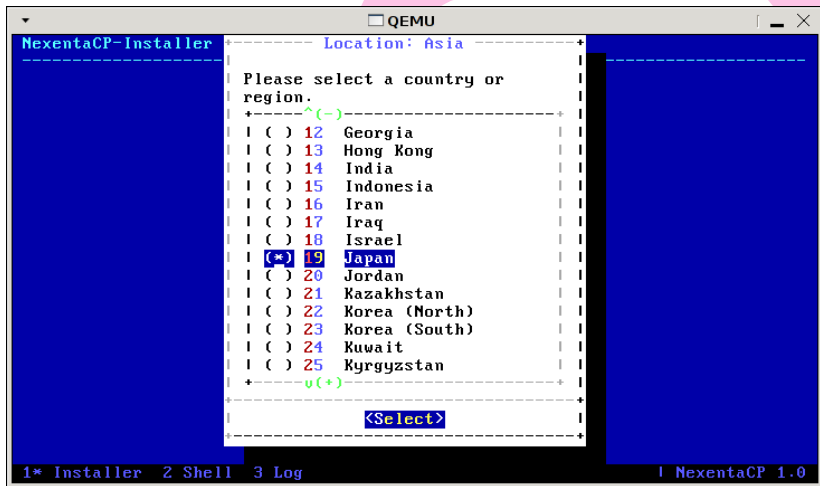 QEMU
NexentaCP-Installer
Location: Asia
Please select a country or
region.
^(-)
( ) 12 Georgia
( ) 13 Hong Kong
( ) 14 India
( ) 15 Indonesia
( ) 16 Iran
( ) 17 Iraq
( ) 18 Israel
(*) 19 Japan
( ) 20 Jordan
( ) 21 Kazakhstan
( ) 22 Korea (North)
( ) 23 Korea (South)
( ) 24 Kuwait
( ) 25 Kyrgyzstan
v(+)
<Select>
1* Installer 2 Shell 3 Log | NexentaCP 1.0